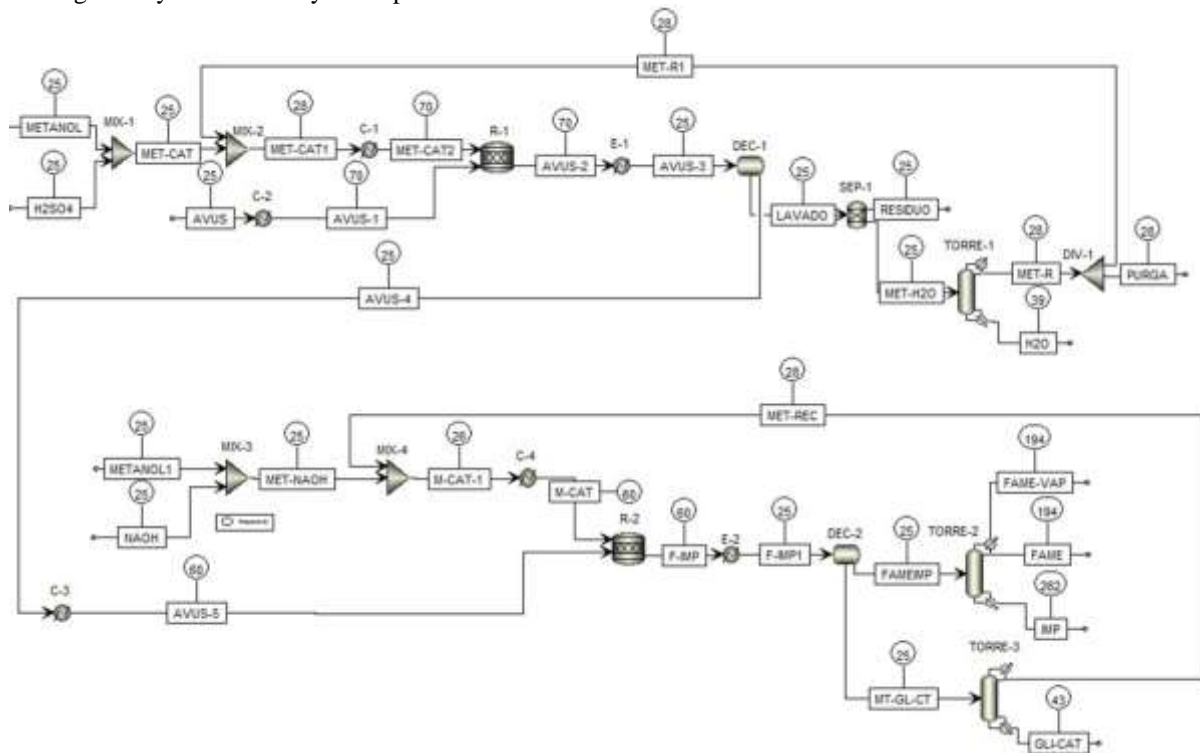 28
MET-R1
25
METANOL
MIX-1
25
MET-CAT
MIX-2
28
MET-CAT1
C-1
70
MET-CAT2
R-1
70
AVUS-2
E-1
25
AVUS-3
DEC-1
25
H2SO4
25
AVUS
C-2
70
AVUS-1
25
LAVADO
SEP-1
25
RESIDUO
25
MET-H2O
TORRE-1
28
MET-R
DIV-1
28
PURGA
39
H2O
25
AVUS-4
28
MET-REC
25
METANOL1
MIX-3
25
MET-NAOH
MIX-4
26
M-CAT-1
C-4
M-CAT
60
25
NAOH
R-2
60
F-IMP
E-2
25
F-IMP1
DEC-2
25
FAMEIMP
TORRE-2
194
FAME-VAP
194
FAME
282
IMP
C-3
60
AVUS-5
25
MT-GL-CT
TORRE-3
43
GLI-CAT